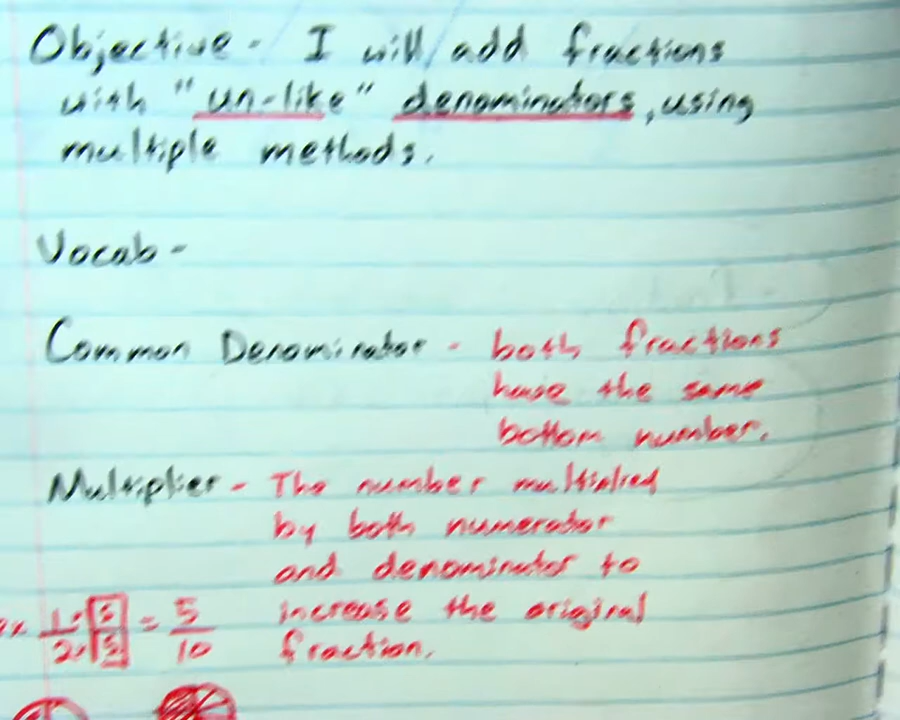 Objective - I will add fractions
with "un-like" denominators, using
multiple methods.
Vocab -
Common Denominator - both fractions
have the same
bottom number.
Multiplier - The number multiplied
by both numerator
and denominator to
increase the original
fraction.
ex 1·5/2·5 = 5/10